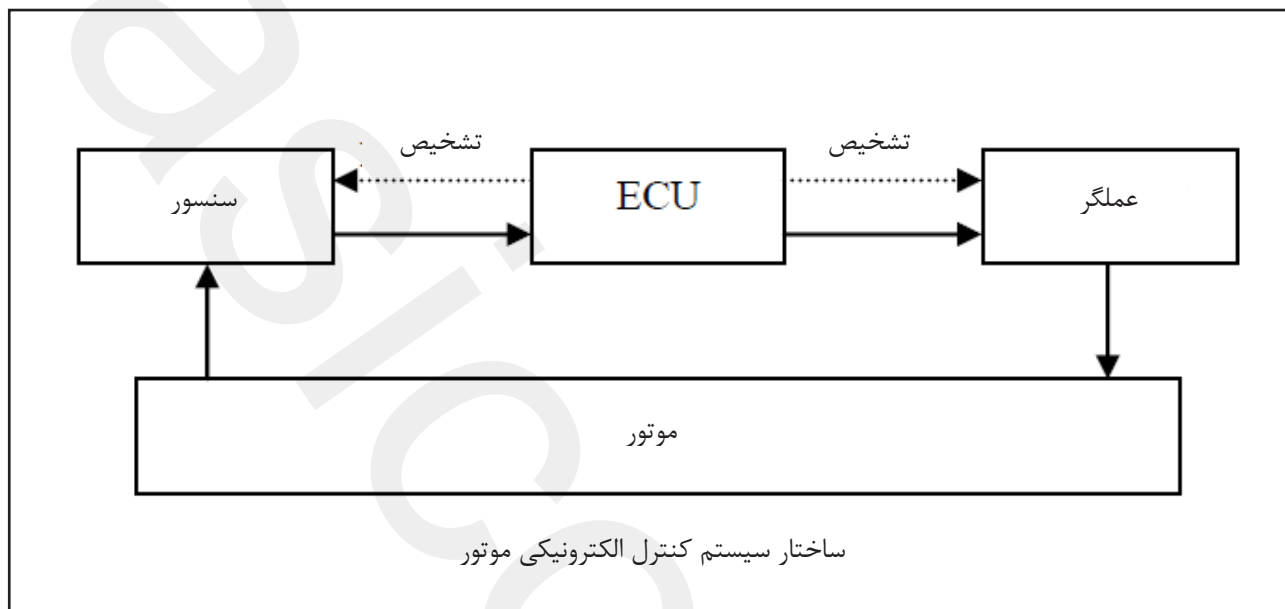 تشخیص
تشخیص
سنسور
ECU
عملگر
موتور
ساختار سیستم کنترل الکترونیکی موتور